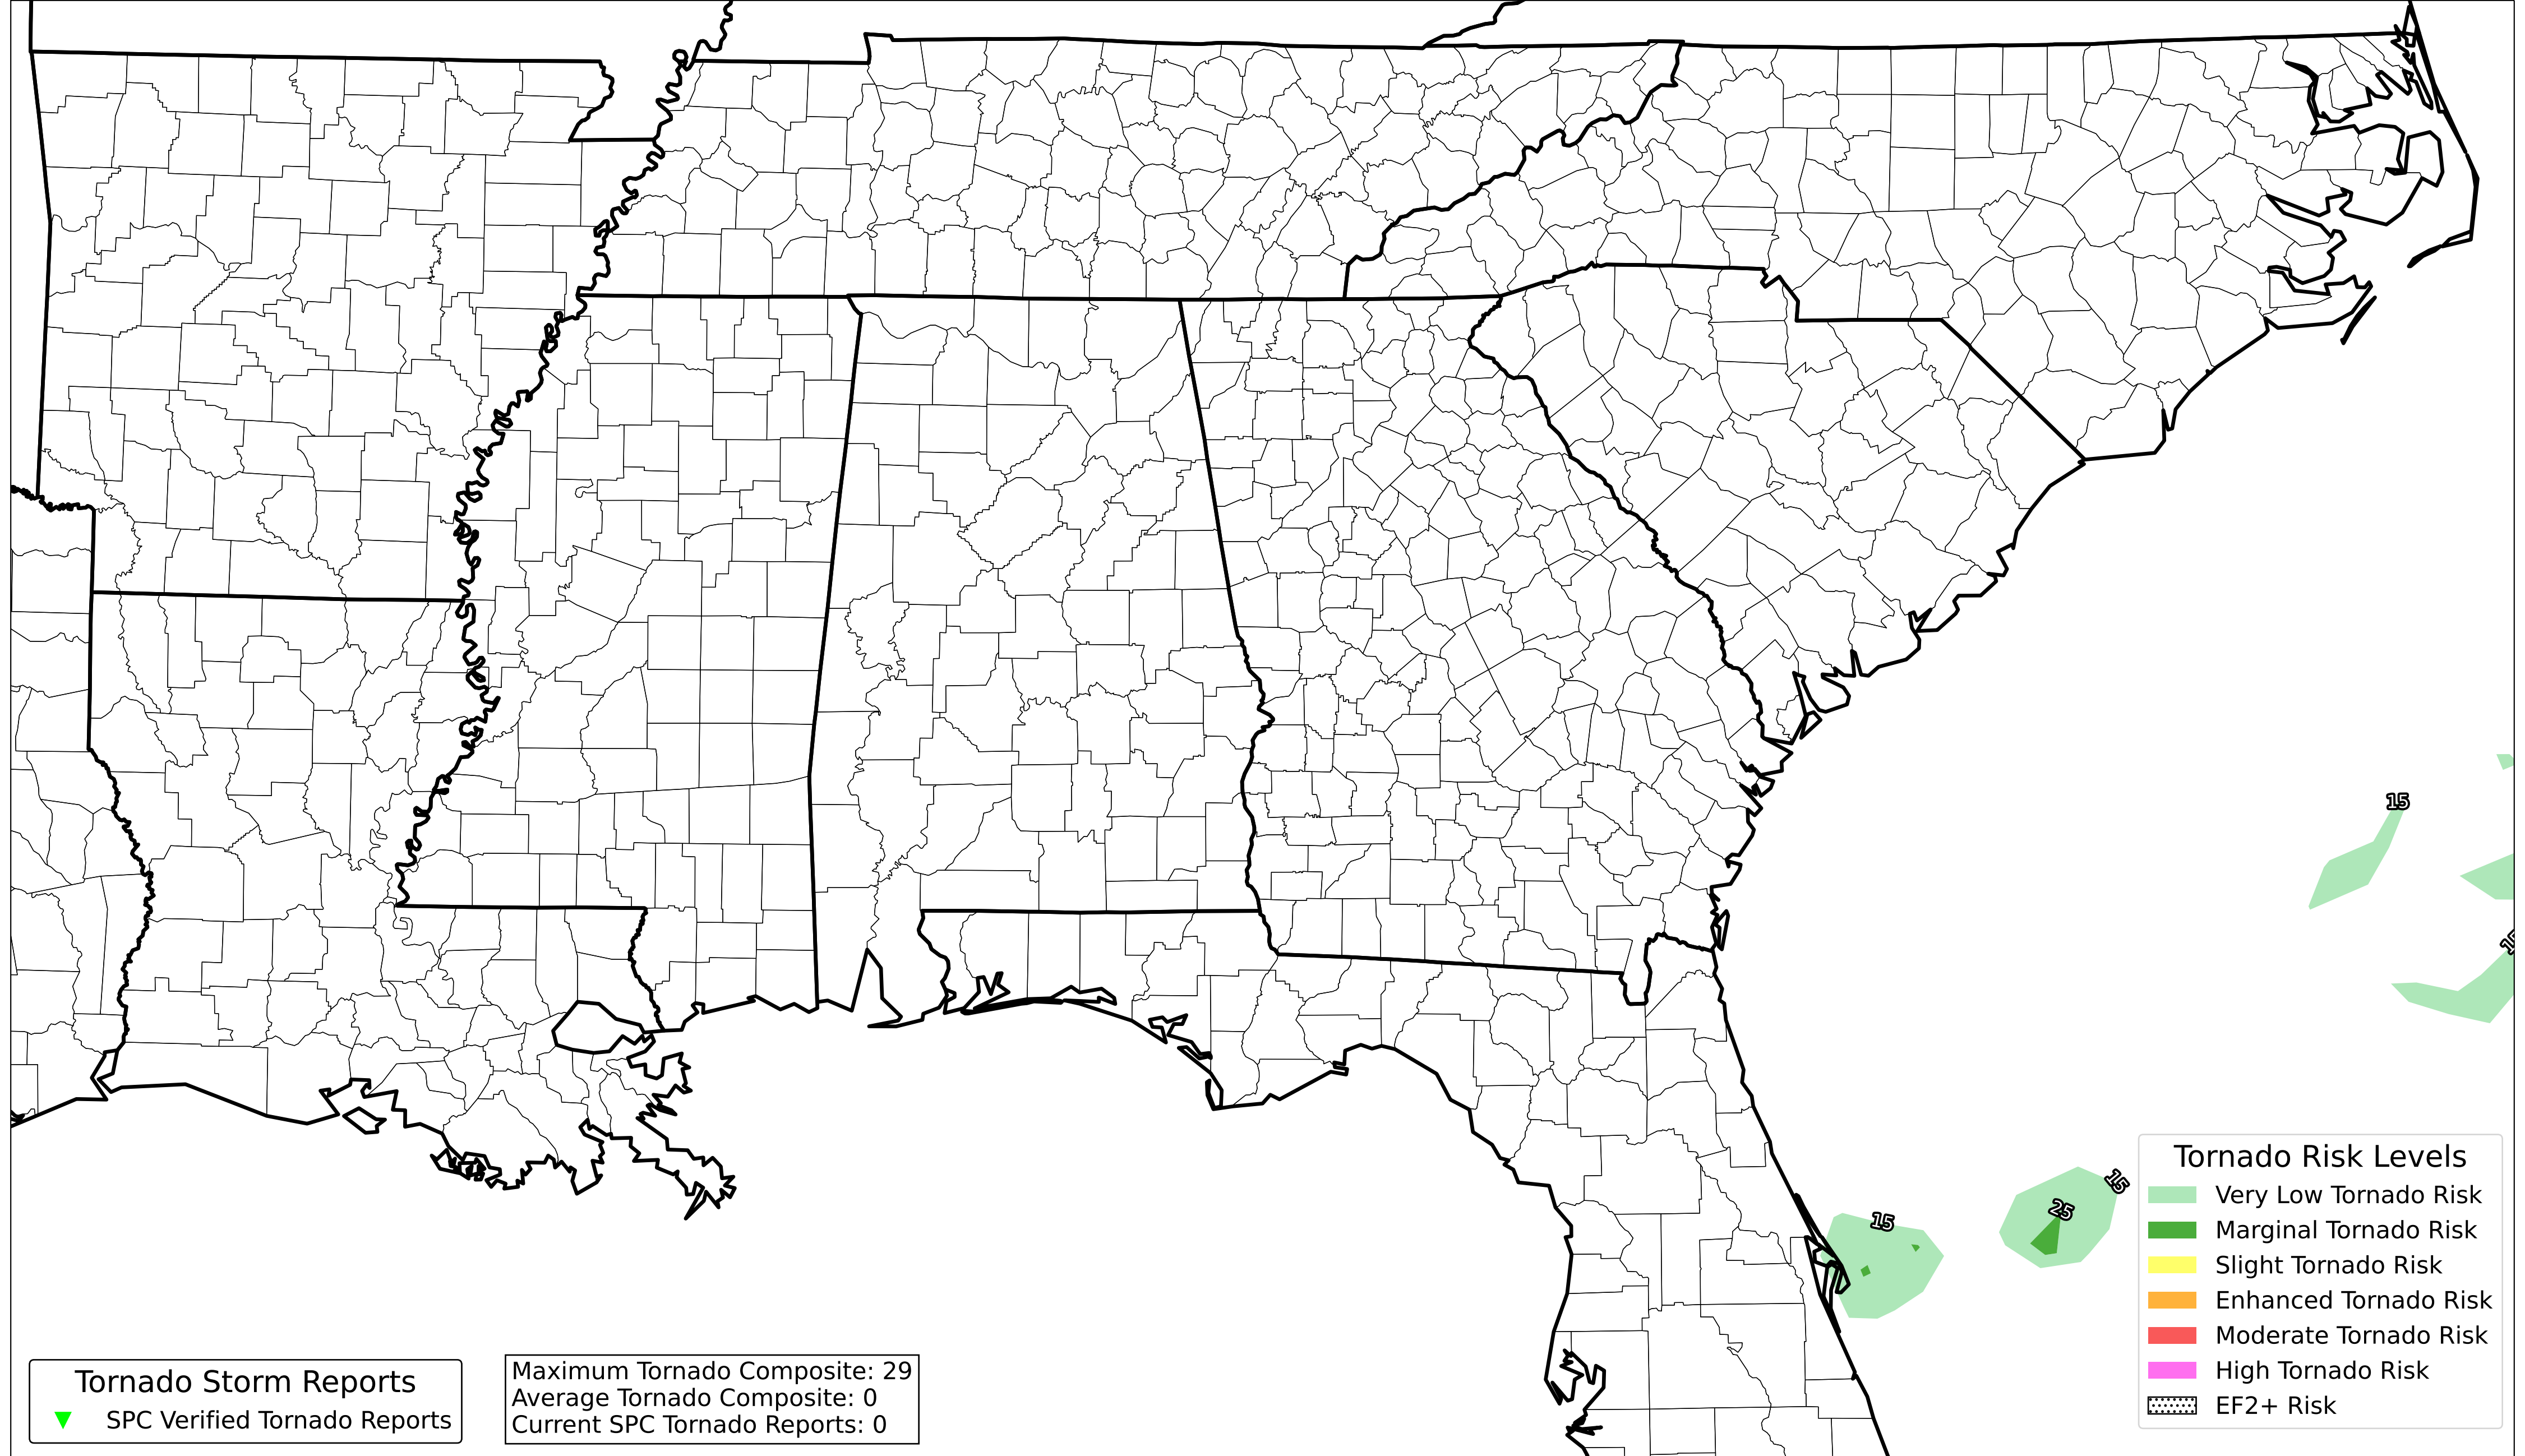 15
15
15
15
25
Tornado Risk Levels
Very Low Tornado Risk
Marginal Tornado Risk
Slight Tornado Risk
Enhanced Tornado Risk
Moderate Tornado Risk
High Tornado Risk
EF2+ Risk
Tornado Storm Reports
SPC Verified Tornado Reports
Maximum Tornado Composite: 29
Average Tornado Composite: 0
Current SPC Tornado Reports: 0